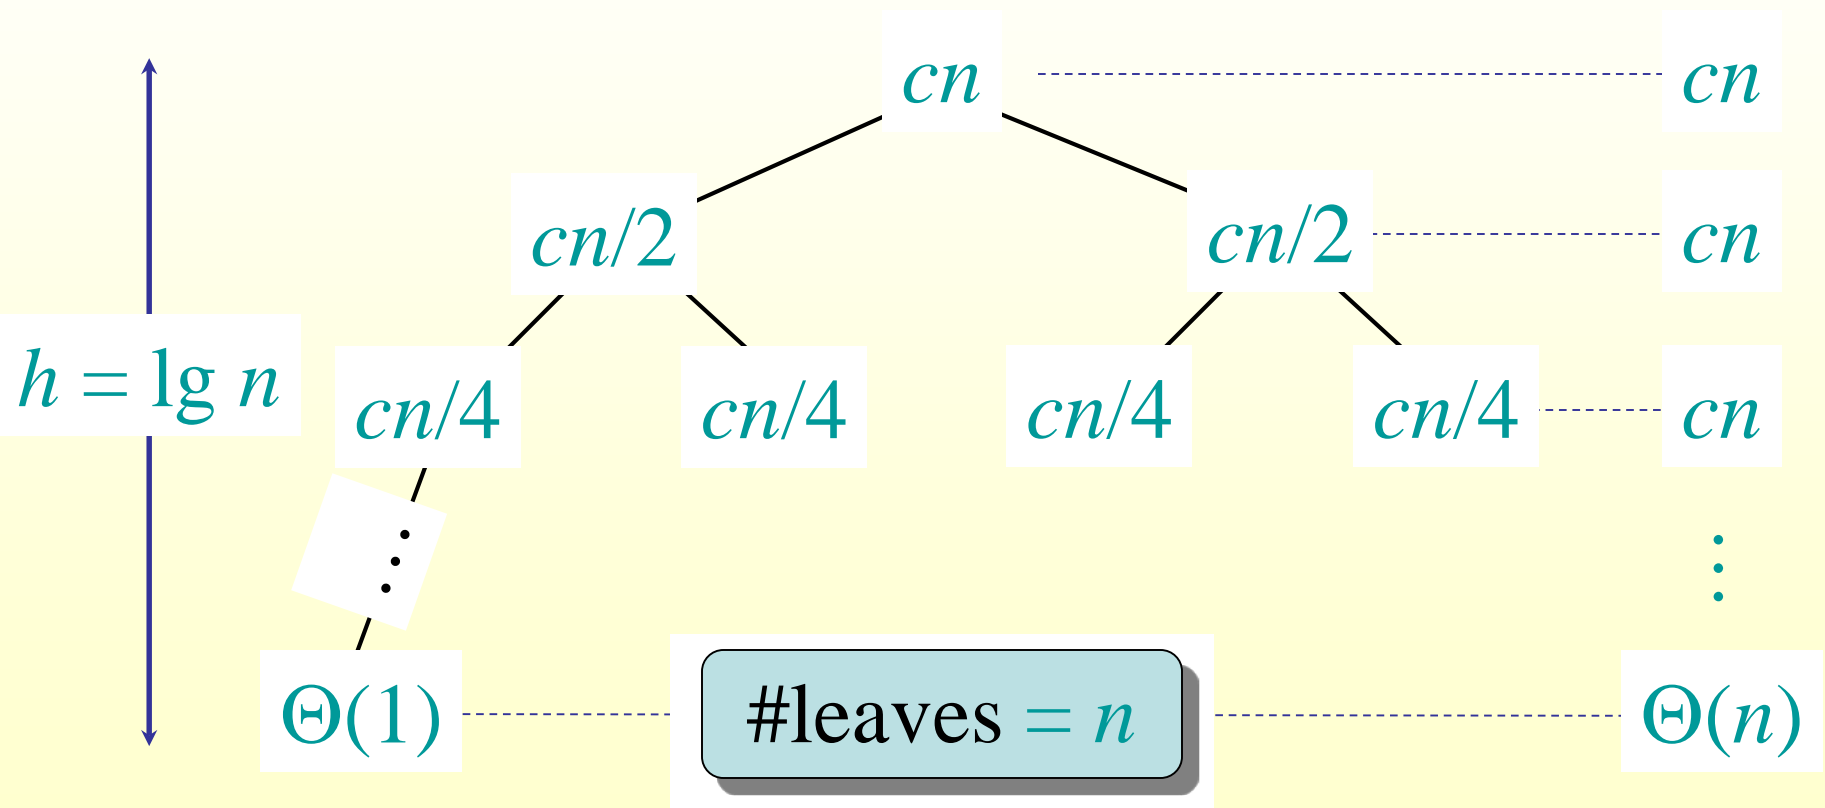 cn cn
cn/2 cn/2 cn
h = lg n cn/4 cn/4 cn/4 cn/4 cn
Θ(1) #leaves = n Θ(n)